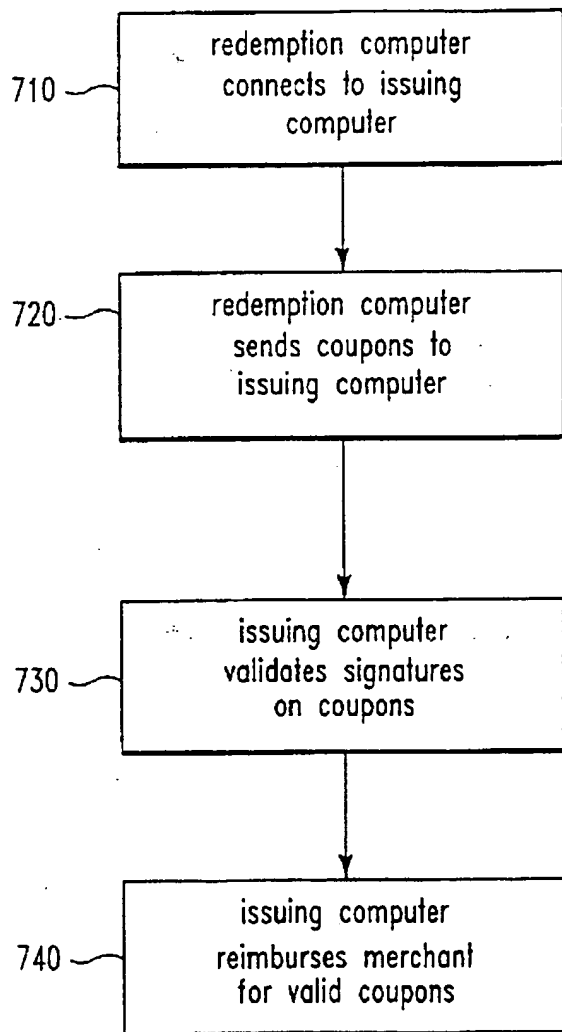 710
redemption computer
connects to issuing
computer
720
redemption computer
sends coupons to
issuing computer
730
issuing computer
validates signatures
on coupons
740
issuing computer
reimburses merchant
for valid coupons